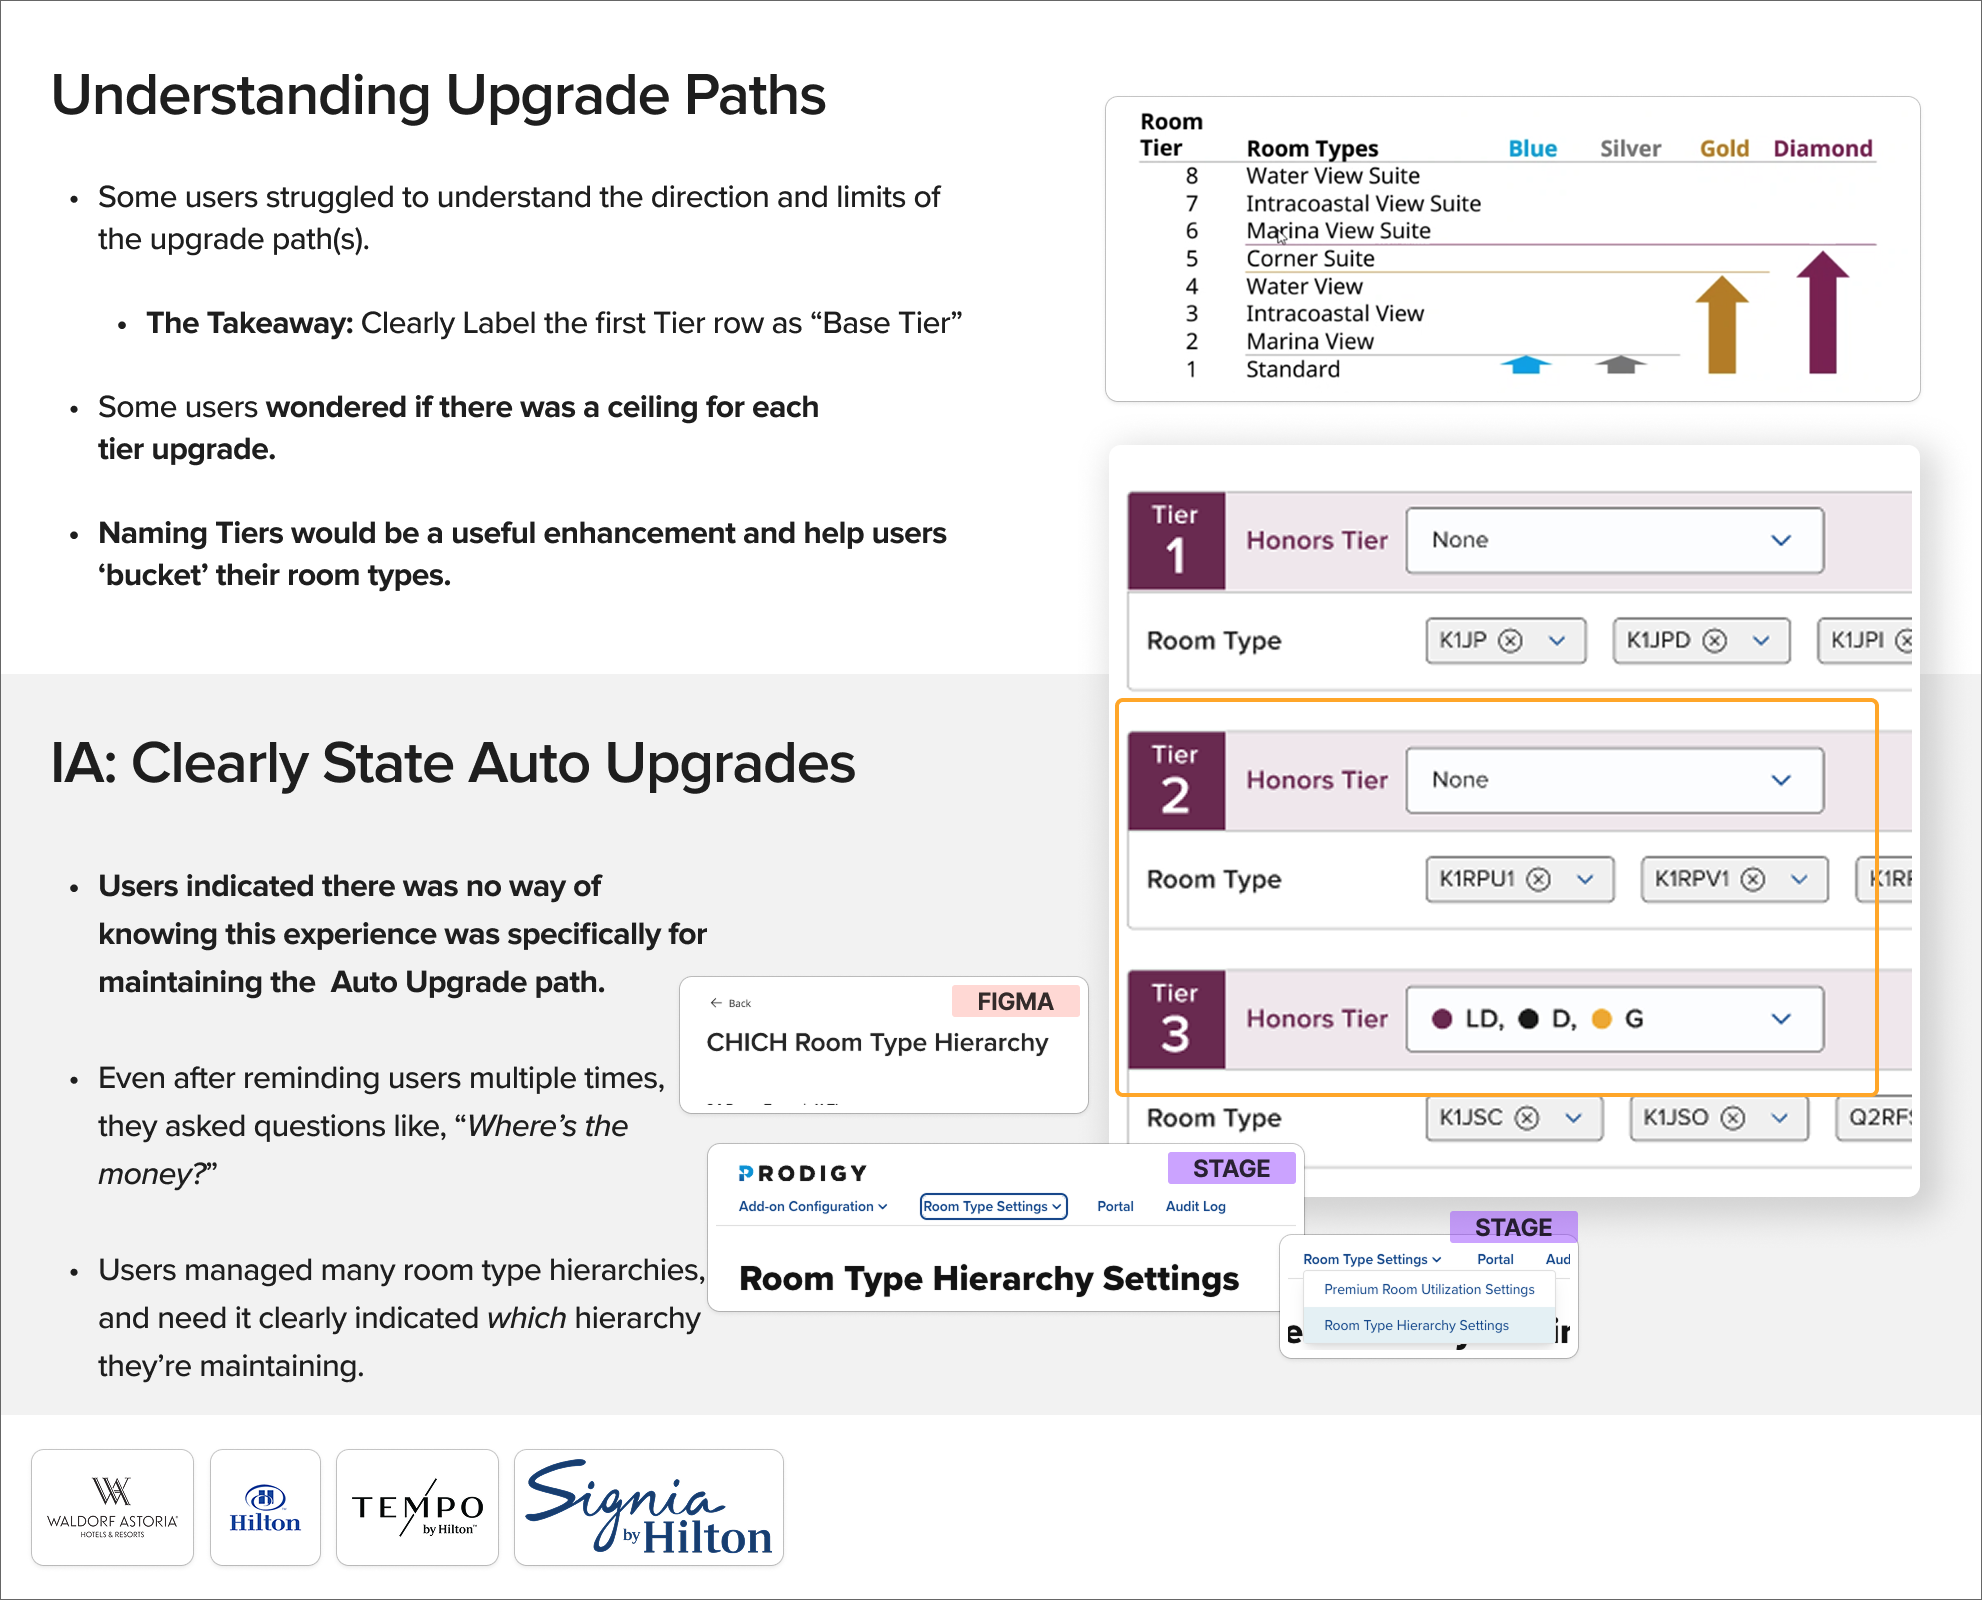 Understanding Upgrade Paths
• Some users struggled to understand the direction and limits of
the upgrade path(s).
• The Takeaway: Clearly Label the first Tier row as “Base Tier”
• Some users wondered if there was a ceiling for each
tier upgrade.
• Naming Tiers would be a useful enhancement and help users
‘bucket’ their room types.
Room
Tier Room Types Blue Silver Gold Diamond
8 Water View Suite
7 Intracoastal View Suite
6 Marina View Suite
5 Corner Suite
4 Water View
3 Intracoastal View
2 Marina View
1 Standard
Tier
1 Honors Tier None
Room Type K1JP K1JPD K1JPI
Tier
2 Honors Tier None
Room Type K1RPU1 K1RPV1
Tier
3 Honors Tier LD, D, G
Room Type K1JSC K1JSO Q2RF
IA: Clearly State Auto Upgrades
• Users indicated there was no way of
knowing this experience was specifically for
maintaining the Auto Upgrade path.
• Even after reminding users multiple times,
they asked questions like, “Where’s the
money?”
• Users managed many room type hierarchies,
and need it clearly indicated which hierarchy
they’re maintaining.
← Back FIGMA
CHICH Room Type Hierarchy
PRODIGY STAGE
Add-on Configuration Room Type Settings Portal Audit Log
Room Type Hierarchy Settings
STAGE
Room Type Settings Portal Aud
Premium Room Utilization Settings
Room Type Hierarchy Settings
WALDORF ASTORIA
HOTELS & RESORTS
Hilton
TEMPO
by Hilton™
Signia
by Hilton